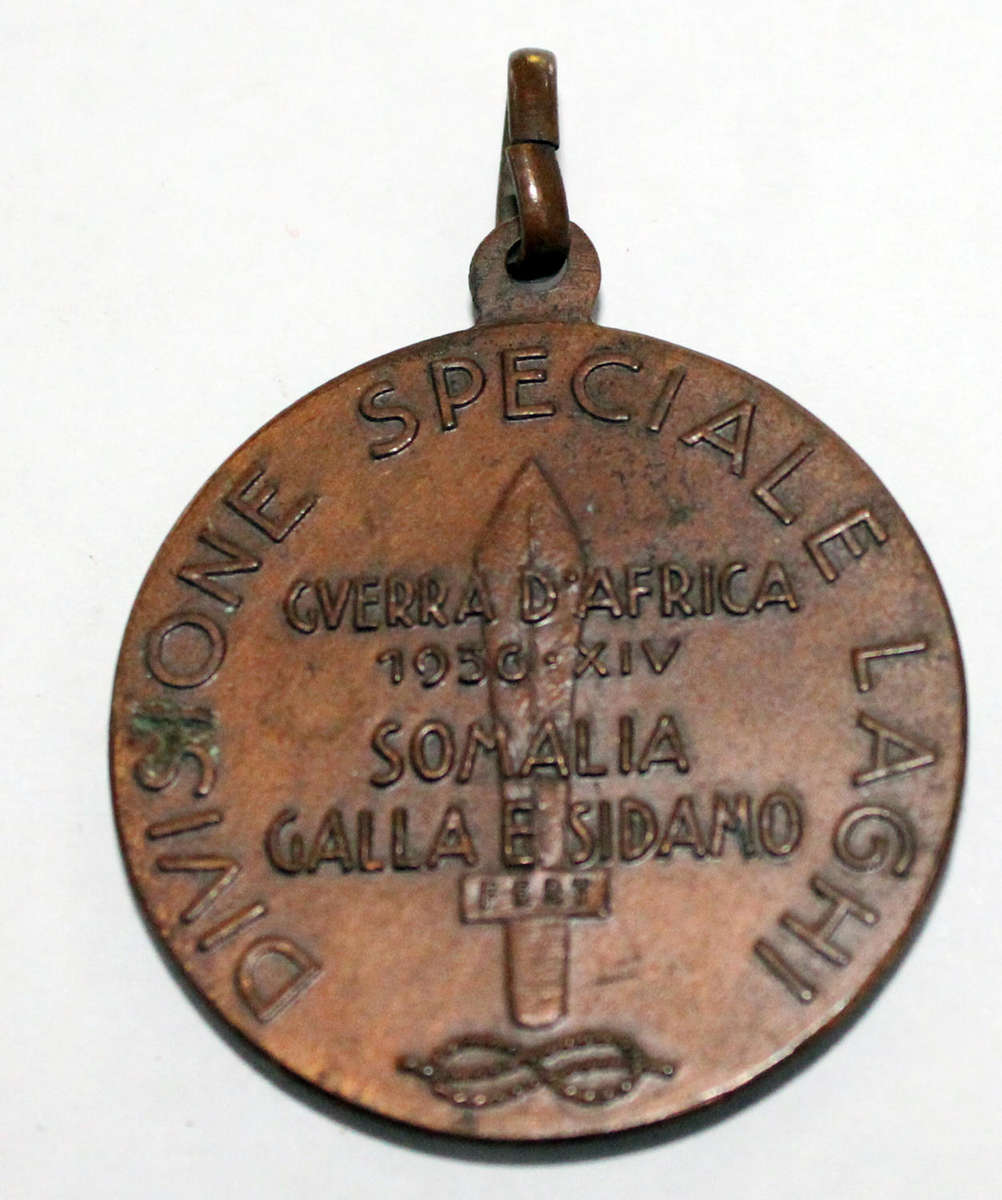 DIVISIONE SPECIALE LAGHI
GVERRA D'AFRICA
1936·XIV
SOMALIA
GALLA E SIDAMO
FERT